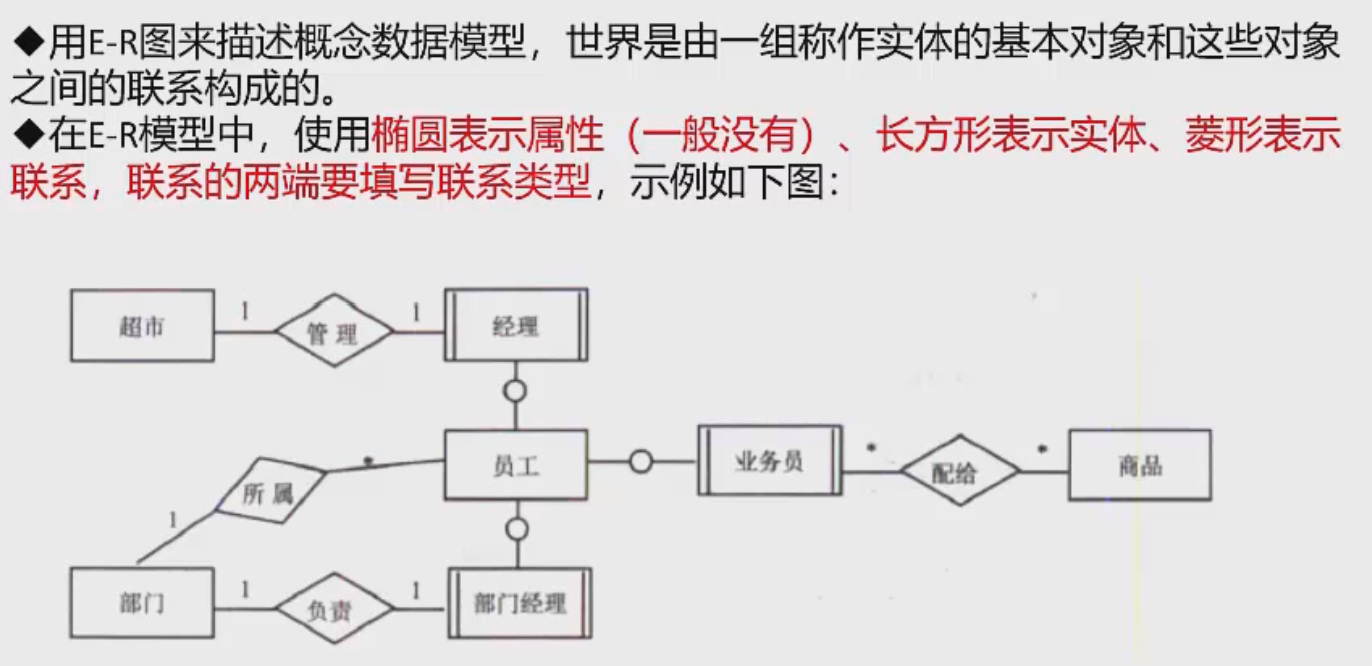 ◆用E-R图来描述概念数据模型，世界是由一组称作实体的基本对象和这些对象
之间的联系构成的。
◆在E-R模型中，使用椭圆表示属性（一般没有）、长方形表示实体、菱形表示
联系，联系的两端要填写联系类型，示例如下图：
超市 1 管理 1 经理
员工 业务员 * 配给 * 商品
* 所属 1
部门 1 负责 1 部门经理